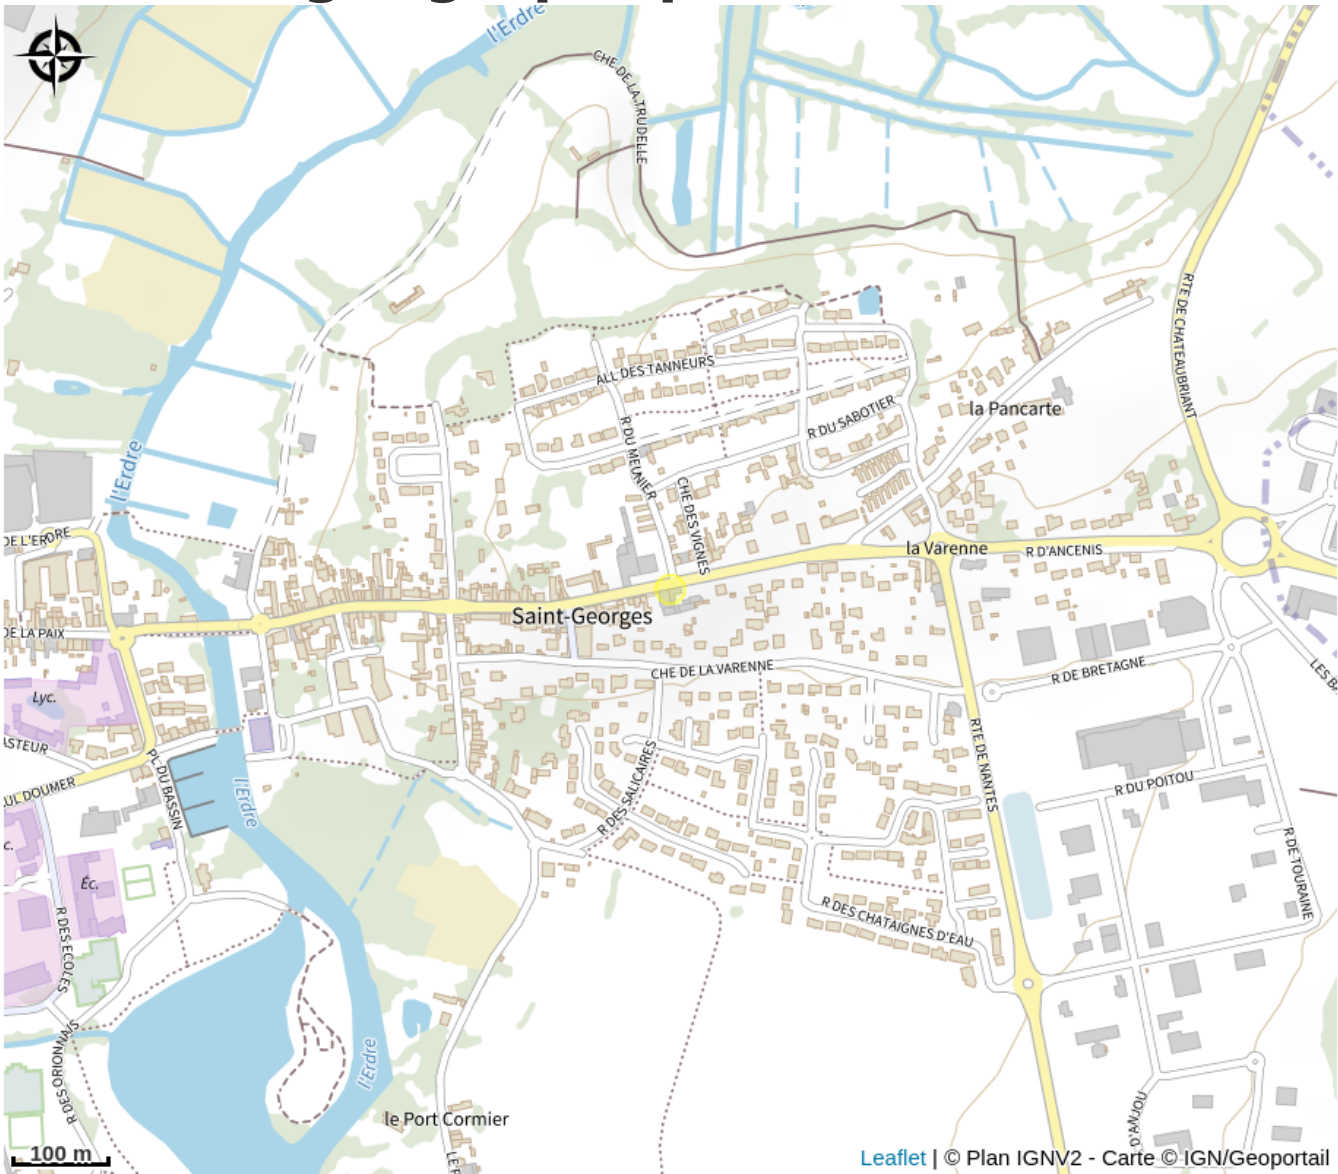 l'Erdre
CHE DE LA TRUDELLE
RTE DE CHATEAUBRIANT
ALL DES TANNEURS
la Pancarte
R DU SABOTIER
R DU MEUNIER
CHE DES VIGNES
l'Erdre
DE L'ERDRE
la Varenne
R D'ANCENIS
Saint-Georges
DE LA PAIX
CHE DE LA VARENNE
R DE BRETAGNE
LES BA
Lyc.
ASTEUR
PL DU BASSIN
RTE DE NANTES
R DU POITOU
UL DOUMER
l'Erdre
R DES SALICAIRES
c.
Éc.
R DE TOURAINE
R DES ECOLES
R DES CHATAIGNES D'EAU
R DES ORIONNAIS
l'Erdre
le Port Cormier
100 m
Leaflet | © Plan IGNV2 - Carte © IGN/Geoportail